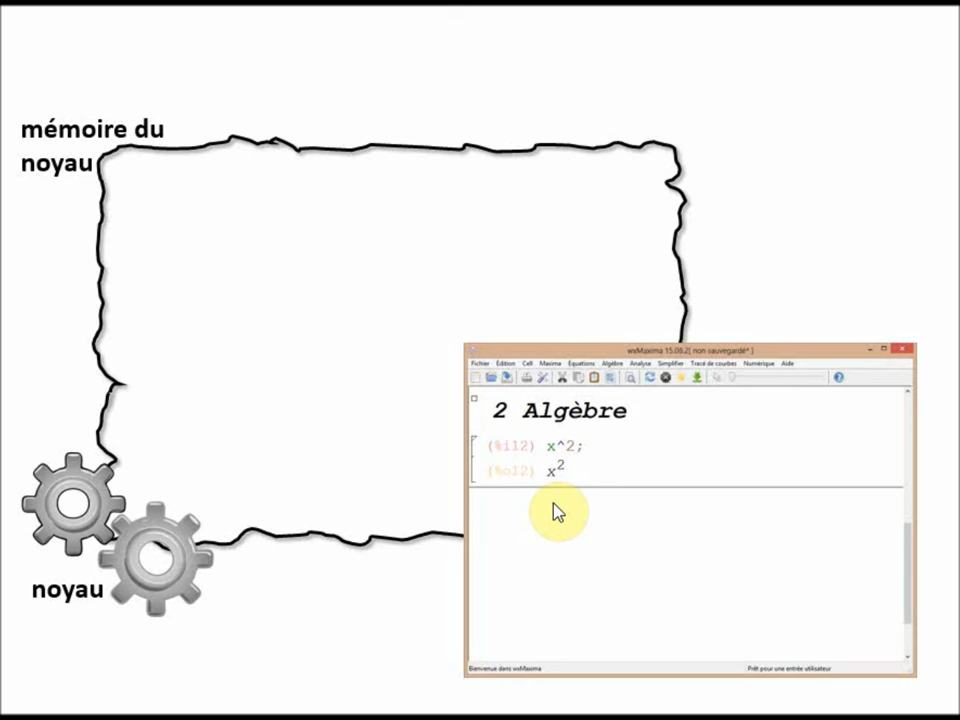 mémoire du
noyau
wxMaxima 15.08.2[ non sauvegardé* ]
Fichier Édition Cell Maxima Équations Algèbre Analyse Simplifier Tracé de courbes Numérique Aide
2 Algèbre
(%i12) x^2;
(%o12) x²
noyau
Bienvenue dans wxMaxima Prêt pour une entrée utilisateur